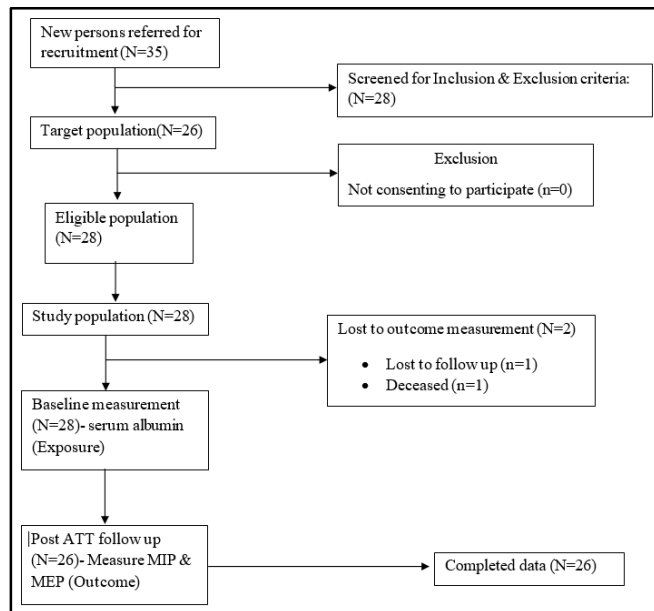 New persons referred for
recruitment (N=35)
Screened for Inclusion & Exclusion criteria:
(N=28)
Target population(N=26)
Exclusion
Not consenting to participate (n=0)
Eligible population
(N=28)
Study population (N=28)
Lost to outcome measurement (N=2)
• Lost to follow up (n=1)
• Deceased (n=1)
Baseline measurement
(N=28)- serum albumin
(Exposure)
Post ATT follow up
(N=26)- Measure MIP &
MEP (Outcome)
Completed data (N=26)